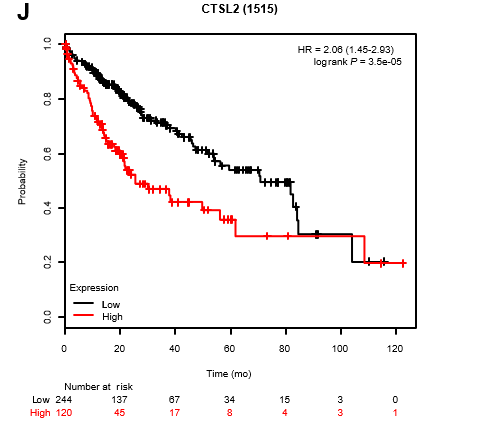 J
CTSL2 (1515)
HR = 2.06 (1.45-2.93)
logrank P = 3.5e-05
Probability
1.0
0.8
0.6
0.4
0.2
0.0
Expression
Low
High
0 20 40 60 80 100 120
Time (mo)
Number at risk
Low 244 137 67 34 15 3 0
High 120 45 17 8 4 3 1